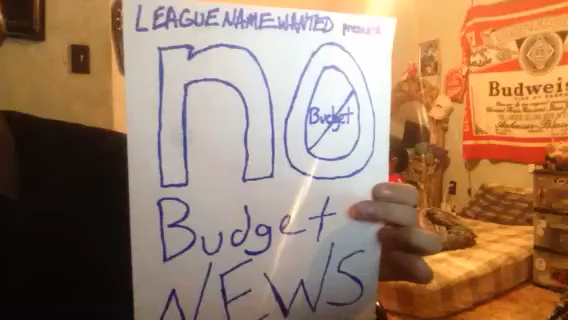 LEAGUENAMEWANTED presents
no
Budget
Budget
NEWS
Budweis